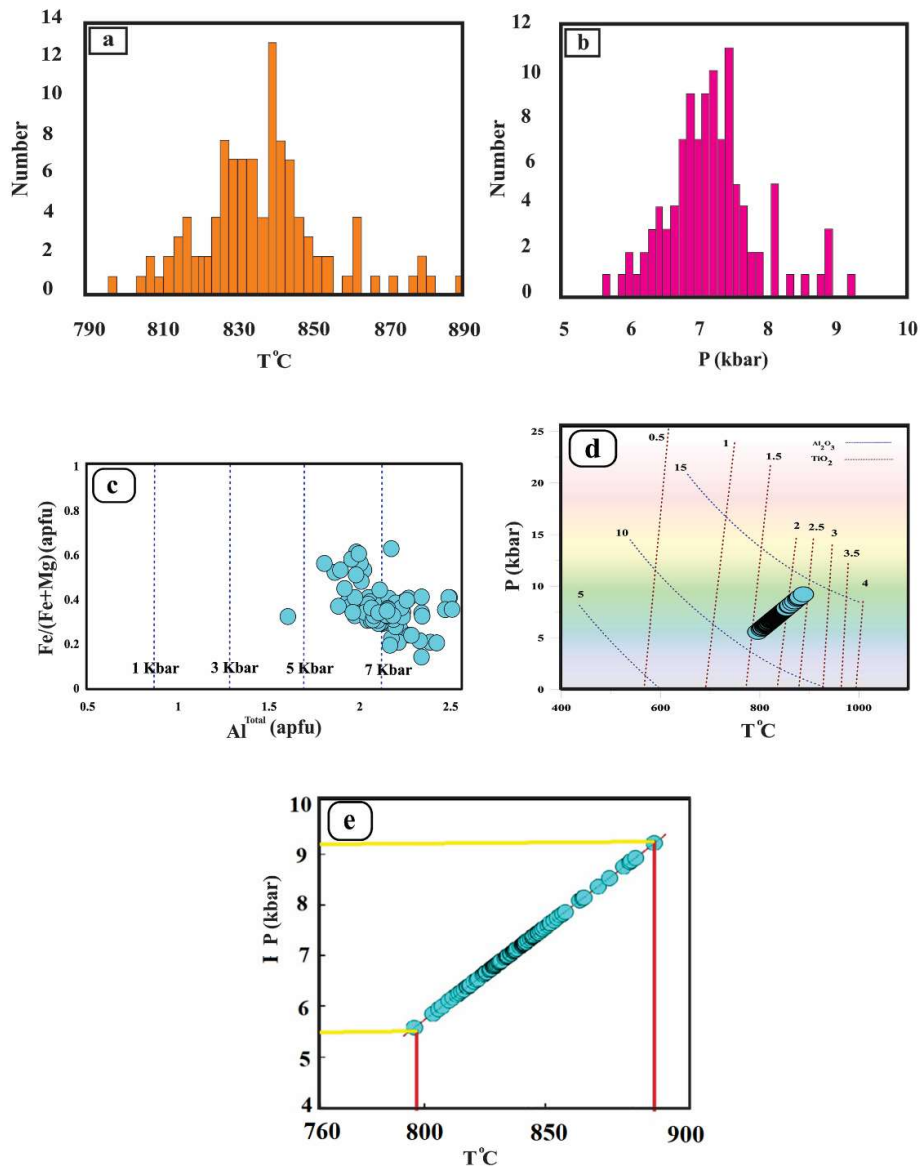 a
Number
14
12
10
8
6
4
2
0
790 810 830 850 870 890
T°C
b
Number
12
10
8
6
4
2
0
5 6 7 8 9 10
P (kbar)
c
Fe/(Fe+Mg) (apfu)
1
0.8
0.6
0.4
0.2
0
1 Kbar 3 Kbar 5 Kbar 7 Kbar
0.5 1 1.5 2 2.5
Al^Total (apfu)
d
P (kbar)
25
20
15
10
5
0
0.5 1 1.5 2 2.5 3 3.5 4
15
10
5
Al₂O₃
TiO₂
400 600 800 1000
T°C
e
I P (kbar)
10
9
8
7
6
5
4
760 800 850 900
T°C